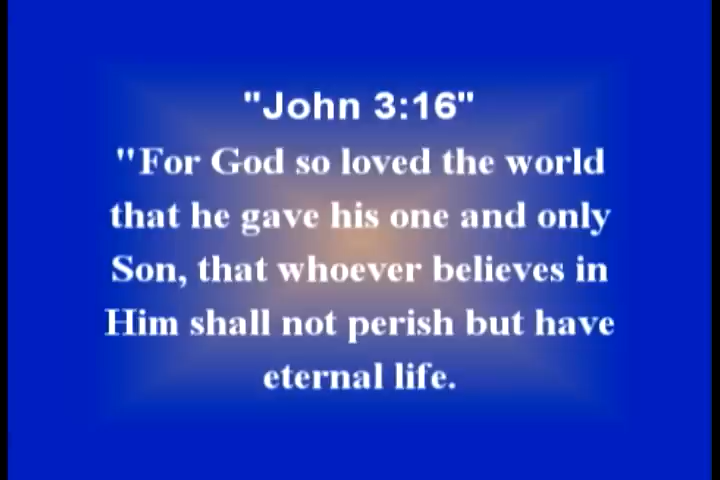 "John 3:16"
"For God so loved the world
that he gave his one and only
Son, that whoever believes in
Him shall not perish but have
eternal life.